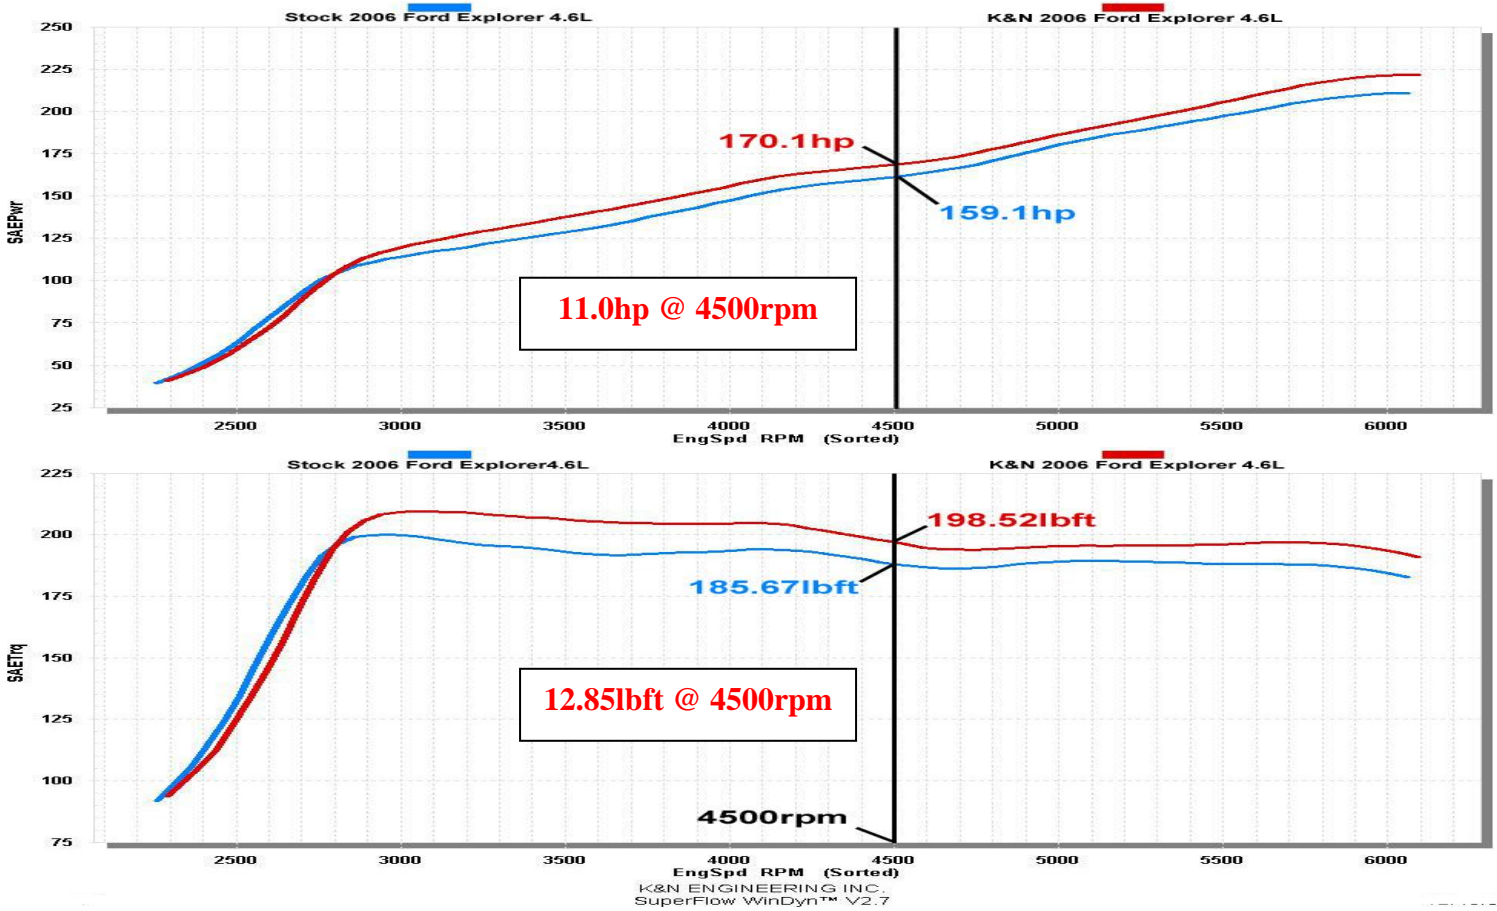 Stock 2006 Ford Explorer 4.6L
K&N 2006 Ford Explorer 4.6L
250
225
200
175
150
125
100
75
50
25
SAEPwr
170.1hp
159.1hp
11.0hp @ 4500rpm
2500 3000 3500 4000 4500 5000 5500 6000
EngSpd RPM (Sorted)
Stock 2006 Ford Explorer4.6L
K&N 2006 Ford Explorer 4.6L
225
200
175
150
125
100
75
SAETrq
198.52lbft
185.67lbft
12.85lbft @ 4500rpm
4500rpm
2500 3000 3500 4000 4500 5000 5500 6000
EngSpd RPM (Sorted)
K&N ENGINEERING INC.
SuperFlow WinDyn™ V2.7